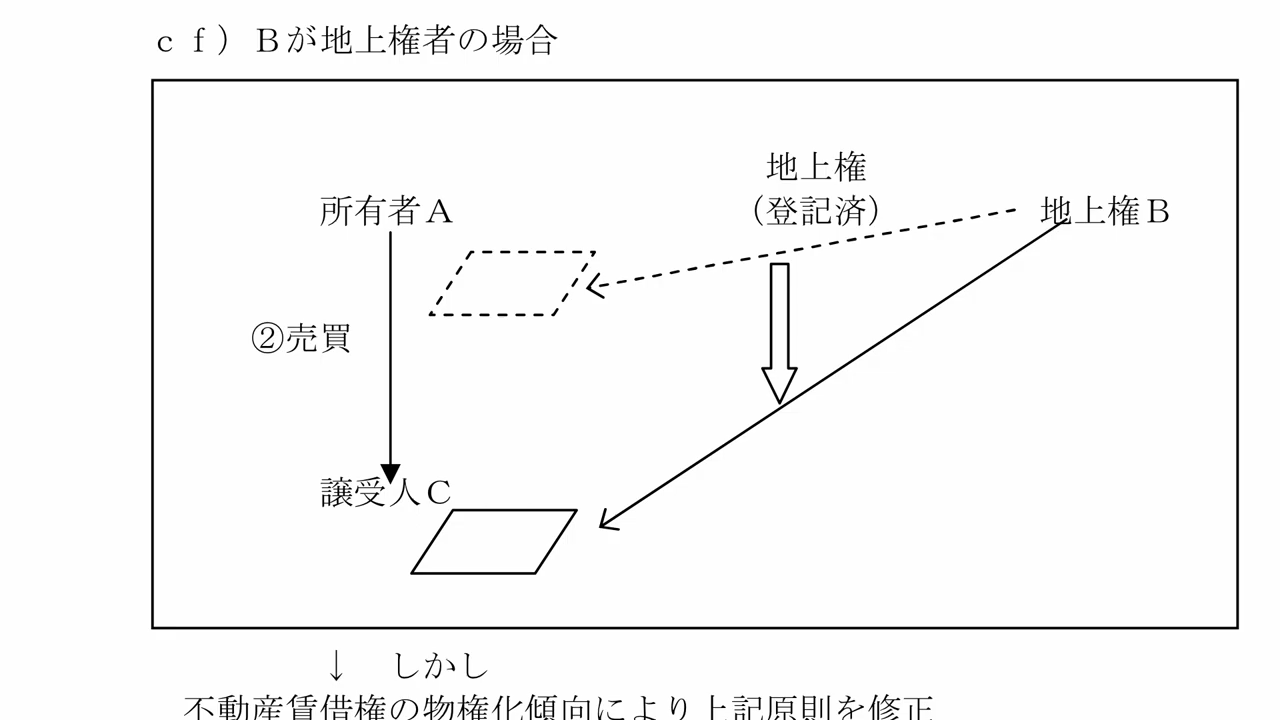 ｃｆ）Ｂが地上権者の場合
地上権
（登記済）
所有者Ａ
地上権Ｂ
②売買
譲受人Ｃ
↓　しかし
不動産賃借権の物権化傾向により上記原則を修正